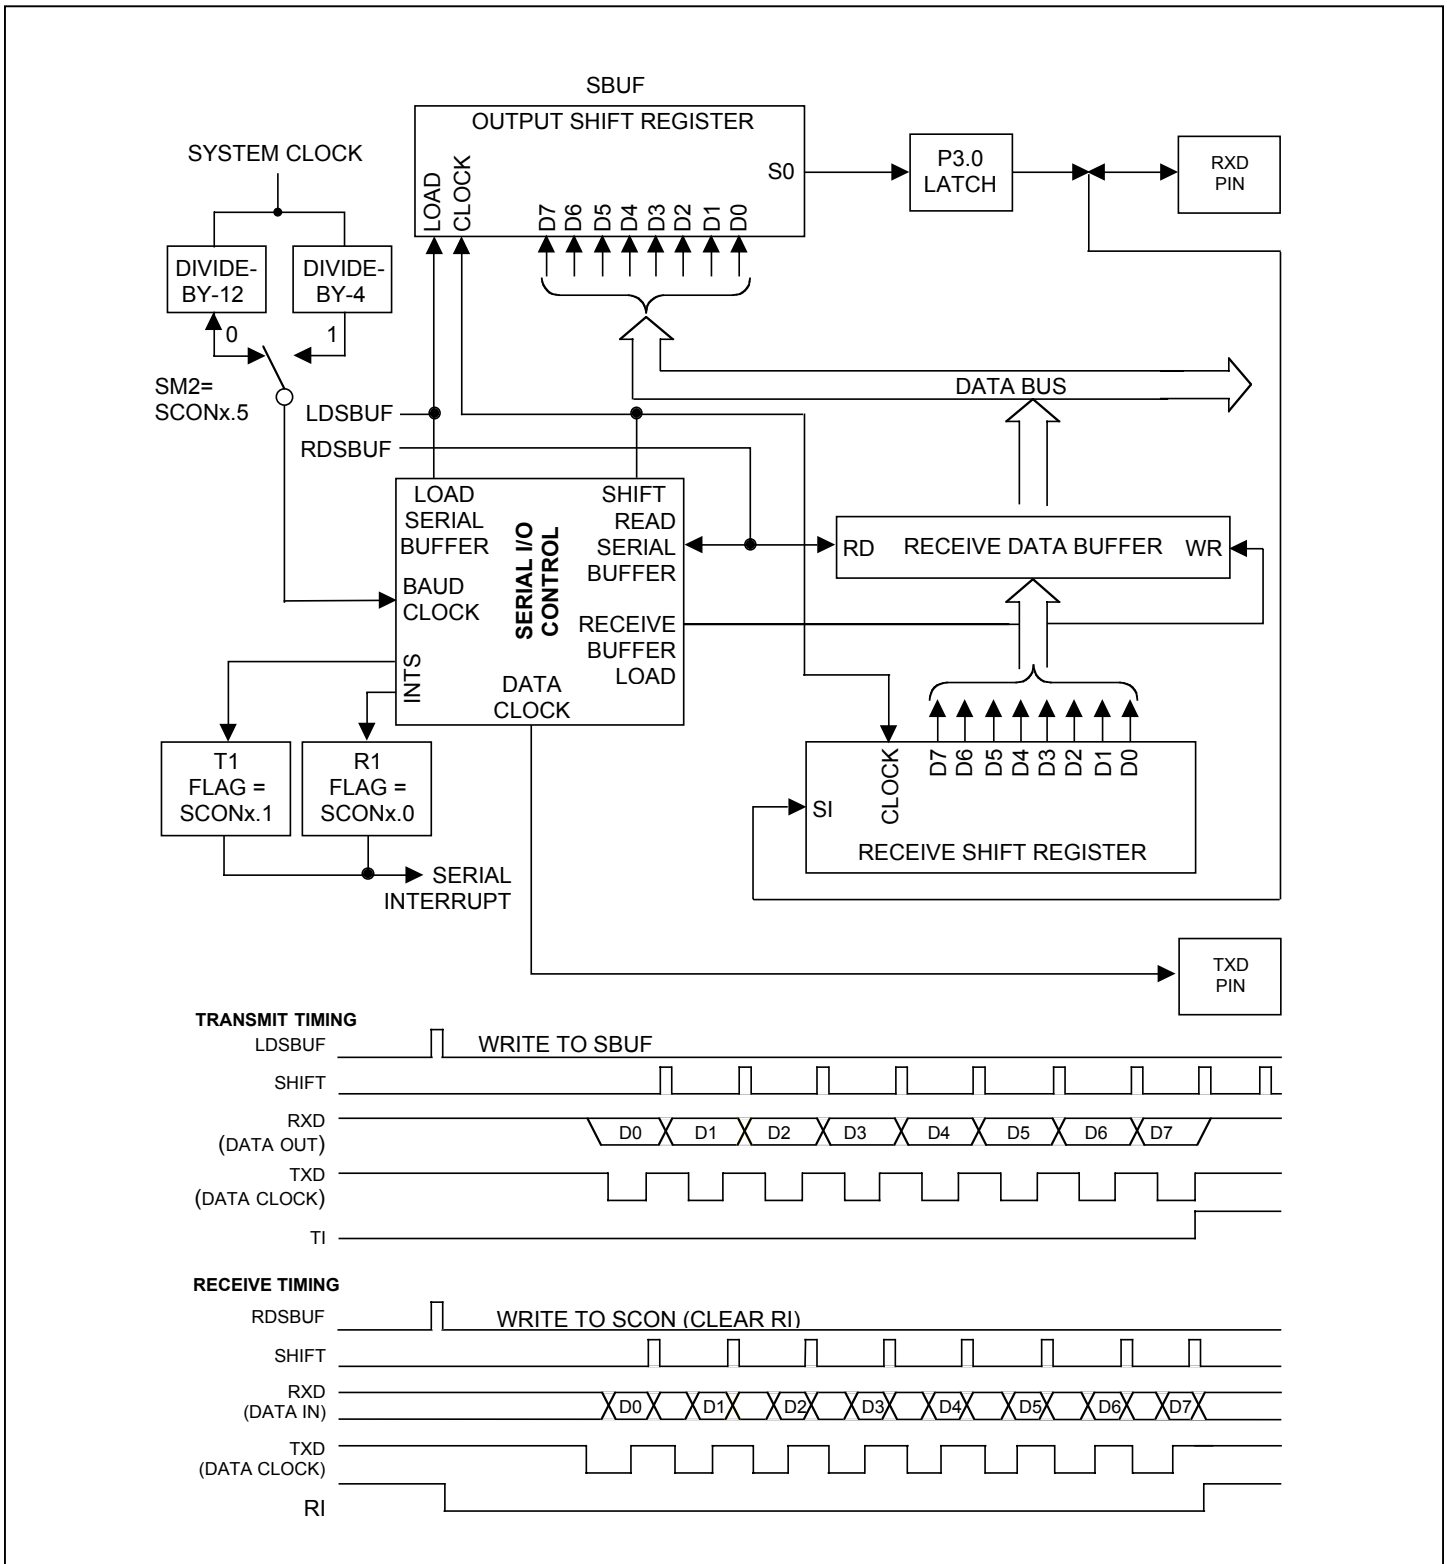 SBUF
OUTPUT SHIFT REGISTER
LOAD
CLOCK
D7
D6
D5
D4
D3
D2
D1
D0
S0
P3.0
LATCH
RXD
PIN
SYSTEM CLOCK
DIVIDE-
BY-12
DIVIDE-
BY-4
0
1
SM2=
SCONx.5
LDSBUF
RDSBUF
DATA BUS
LOAD
SERIAL
BUFFER
SHIFT
READ
SERIAL
BUFFER
SERIAL I/O
CONTROL
BAUD
CLOCK
RECEIVE
BUFFER
LOAD
INTS
DATA
CLOCK
RD
RECEIVE DATA BUFFER
WR
T1
FLAG =
SCONx.1
R1
FLAG =
SCONx.0
SERIAL
INTERRUPT
SI
CLOCK
D7
D6
D5
D4
D3
D2
D1
D0
RECEIVE SHIFT REGISTER
TXD
PIN
TRANSMIT TIMING
LDSBUF
WRITE TO SBUF
SHIFT
RXD
(DATA OUT)
D0 D1 D2 D3 D4 D5 D6 D7
TXD
(DATA CLOCK)
TI
RECEIVE TIMING
RDSBUF
WRITE TO SCON (CLEAR RI)
SHIFT
RXD
(DATA IN)
D0 D1 D2 D3 D4 D5 D6 D7
TXD
(DATA CLOCK)
RI